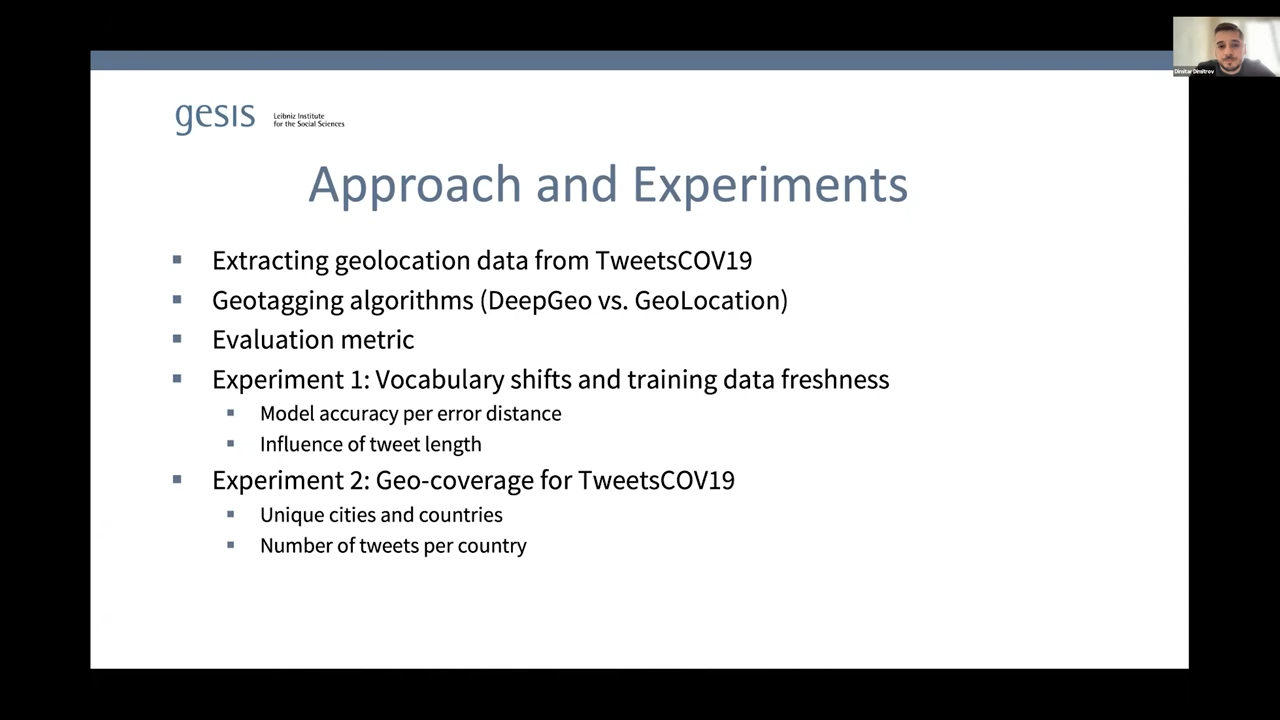 Dimitar Dimitrov
gesis
Leibniz Institute
for the Social Sciences
Approach and Experiments
Extracting geolocation data from TweetsCOV19
Geotagging algorithms (DeepGeo vs. GeoLocation)
Evaluation metric
Experiment 1: Vocabulary shifts and training data freshness
Model accuracy per error distance
Influence of tweet length
Experiment 2: Geo-coverage for TweetsCOV19
Unique cities and countries
Number of tweets per country